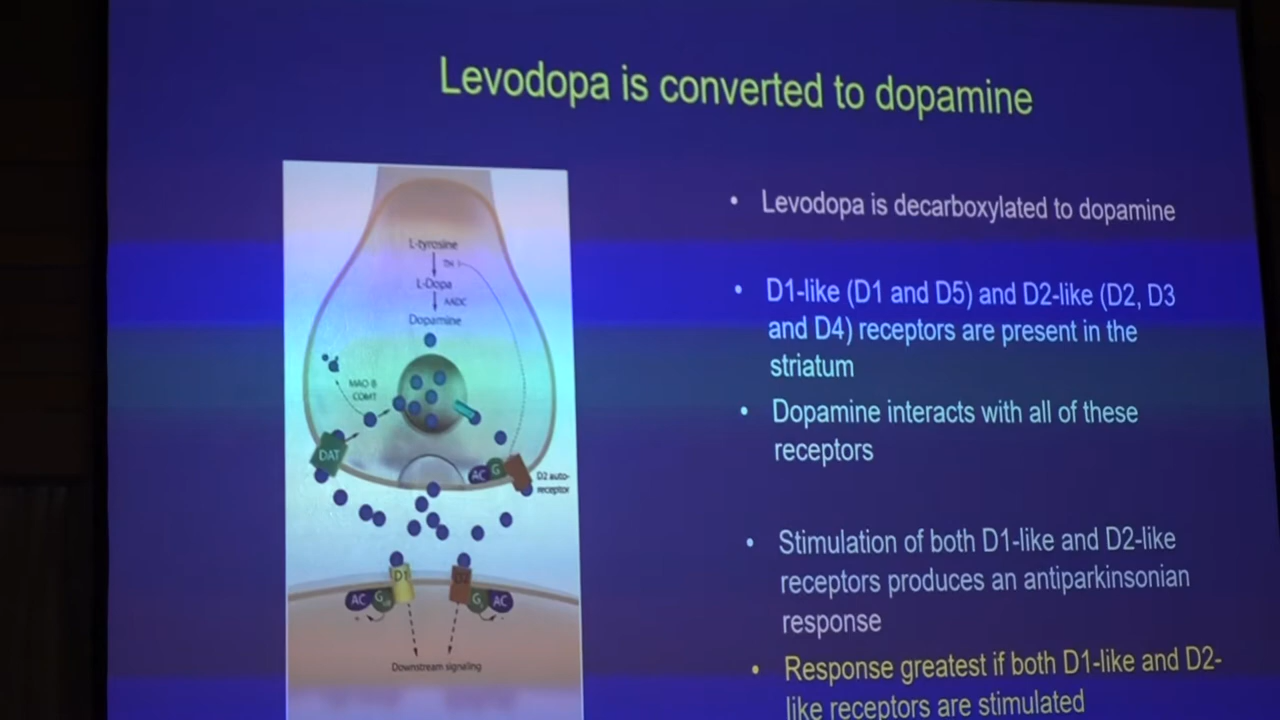 Levodopa is converted to dopamine
• Levodopa is decarboxylated to dopamine
• D1-like (D1 and D5) and D2-like (D2, D3
and D4) receptors are present in the
striatum
• Dopamine interacts with all of these
receptors
• Stimulation of both D1-like and D2-like
receptors produces an antiparkinsonian
response
• Response greatest if both D1-like and D2-
like receptors are stimulated
L-tyrosine
TH
L-Dopa
AADC
Dopamine
MAO-B
COMT
DAT
AC G
D2 auto-
receptor
D1 D2
AC G G AC
Downstream signaling